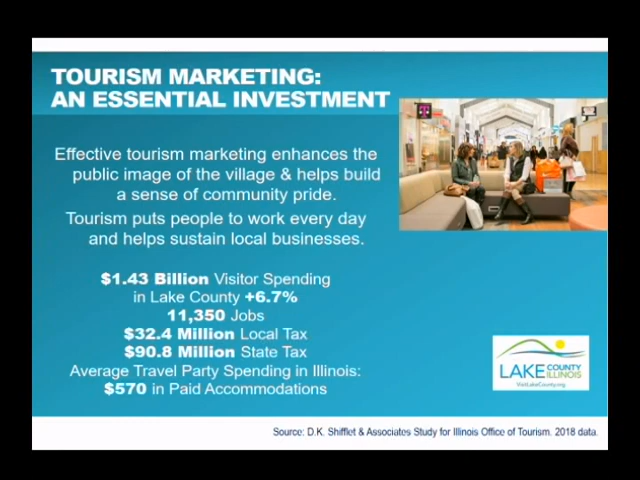 TOURISM MARKETING:
AN ESSENTIAL INVESTMENT
Effective tourism marketing enhances the
public image of the village & helps build
a sense of community pride.
Tourism puts people to work every day
and helps sustain local businesses.
$1.43 Billion Visitor Spending
in Lake County +6.7%
11,350 Jobs
$32.4 Million Local Tax
$90.8 Million State Tax
Average Travel Party Spending in Illinois:
$570 in Paid Accommodations
LAKE COUNTY
ILLINOIS
VisitLakeCounty.org
Source: D.K. Shifflet & Associates Study for Illinois Office of Tourism. 2018 data.